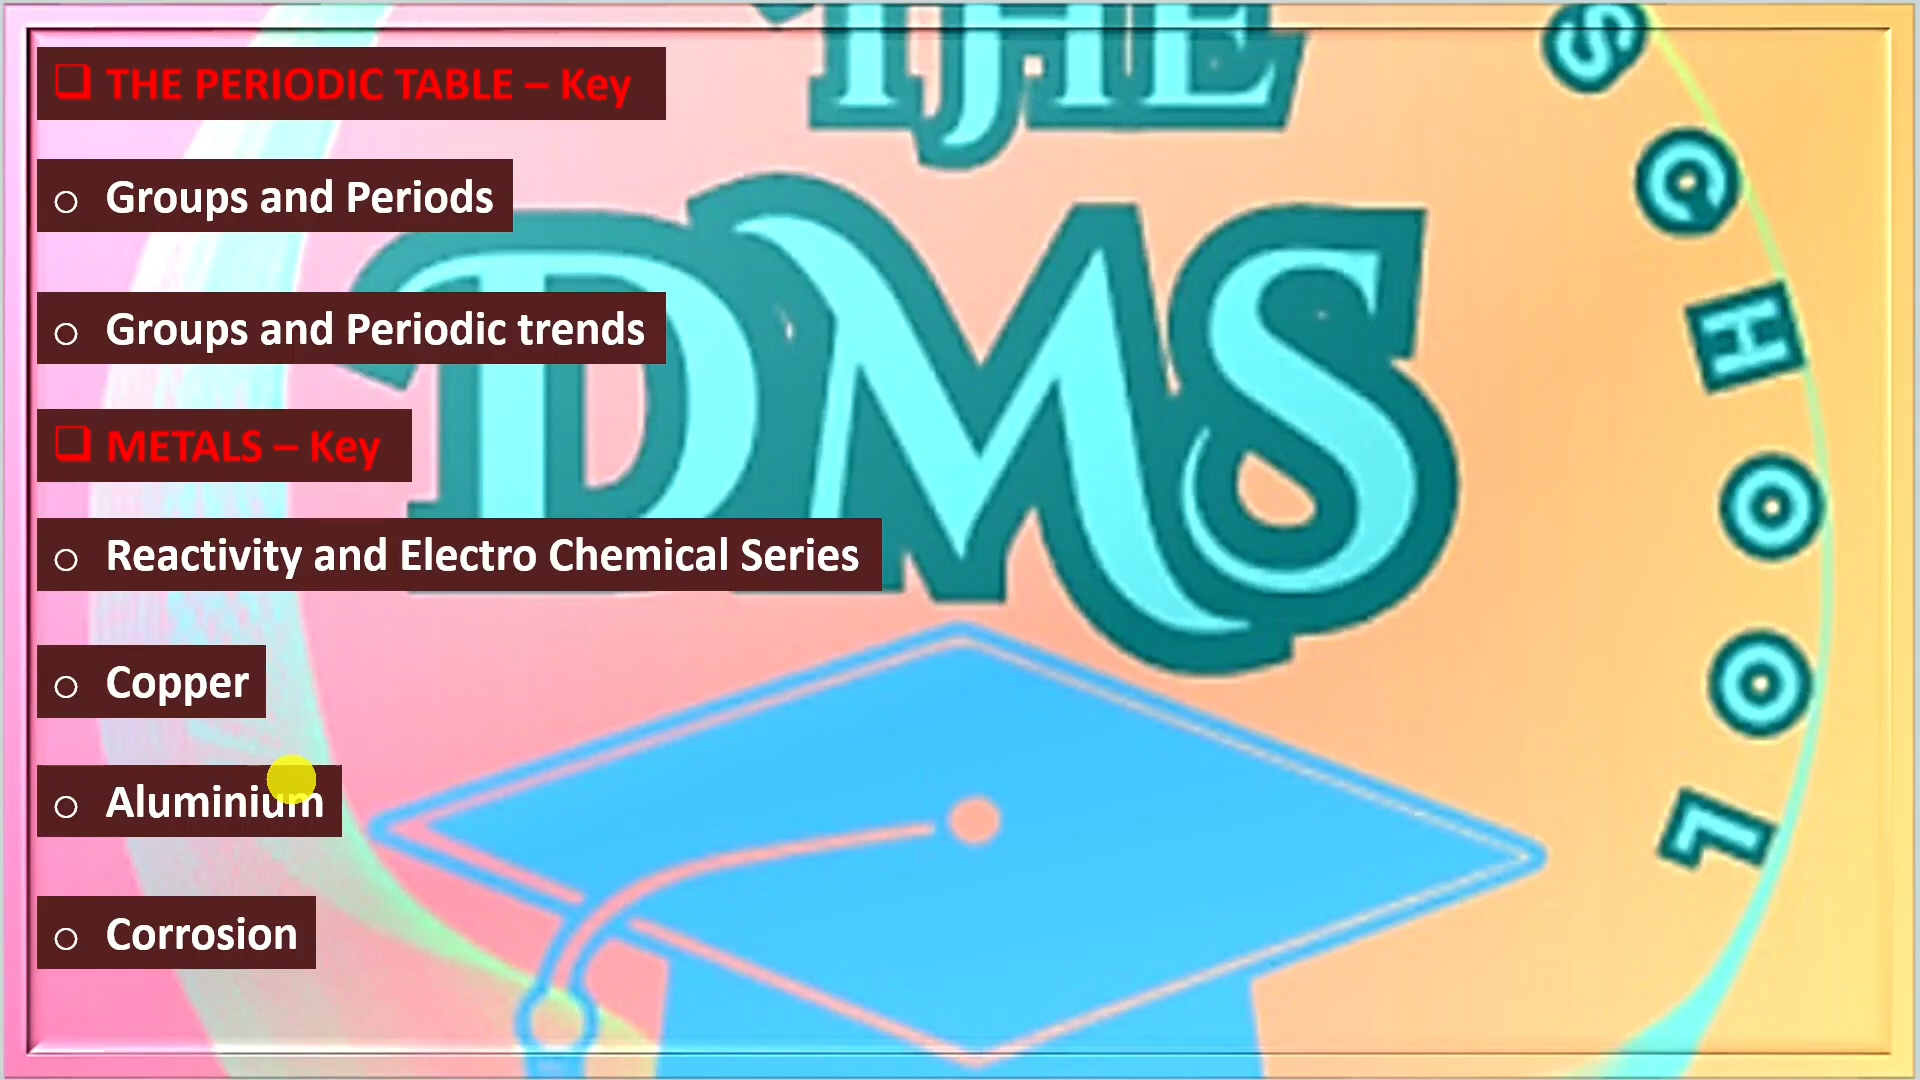 THE PERIODIC TABLE – Key
Groups and Periods
Groups and Periodic trends
METALS – Key
Reactivity and Electro Chemical Series
Copper
Aluminium
Corrosion
THE
DMS
SCHOOL